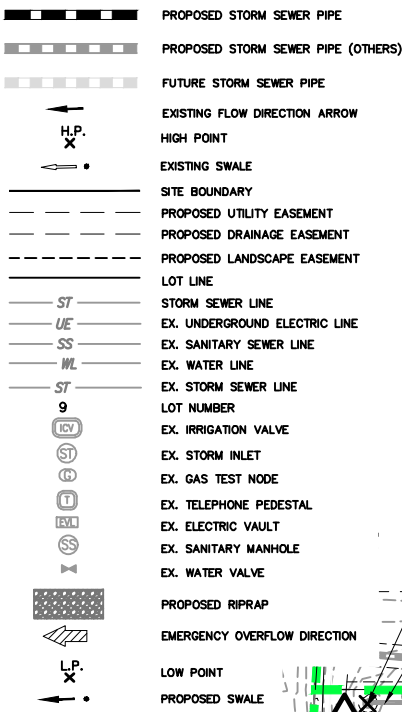 PROPOSED STORM SEWER PIPE
PROPOSED STORM SEWER PIPE (OTHERS)
FUTURE STORM SEWER PIPE
EXISTING FLOW DIRECTION ARROW
H.P. HIGH POINT
EXISTING SWALE
SITE BOUNDARY
PROPOSED UTILITY EASEMENT
PROPOSED DRAINAGE EASEMENT
PROPOSED LANDSCAPE EASEMENT
LOT LINE
ST STORM SEWER LINE
UE EX. UNDERGROUND ELECTRIC LINE
SS EX. SANITARY SEWER LINE
WL EX. WATER LINE
ST EX. STORM SEWER LINE
9 LOT NUMBER
ICV EX. IRRIGATION VALVE
ST EX. STORM INLET
G EX. GAS TEST NODE
T EX. TELEPHONE PEDESTAL
EVL EX. ELECTRIC VAULT
SS EX. SANITARY MANHOLE
EX. WATER VALVE
PROPOSED RIPRAP
EMERGENCY OVERFLOW DIRECTION
L.P. LOW POINT
PROPOSED SWALE